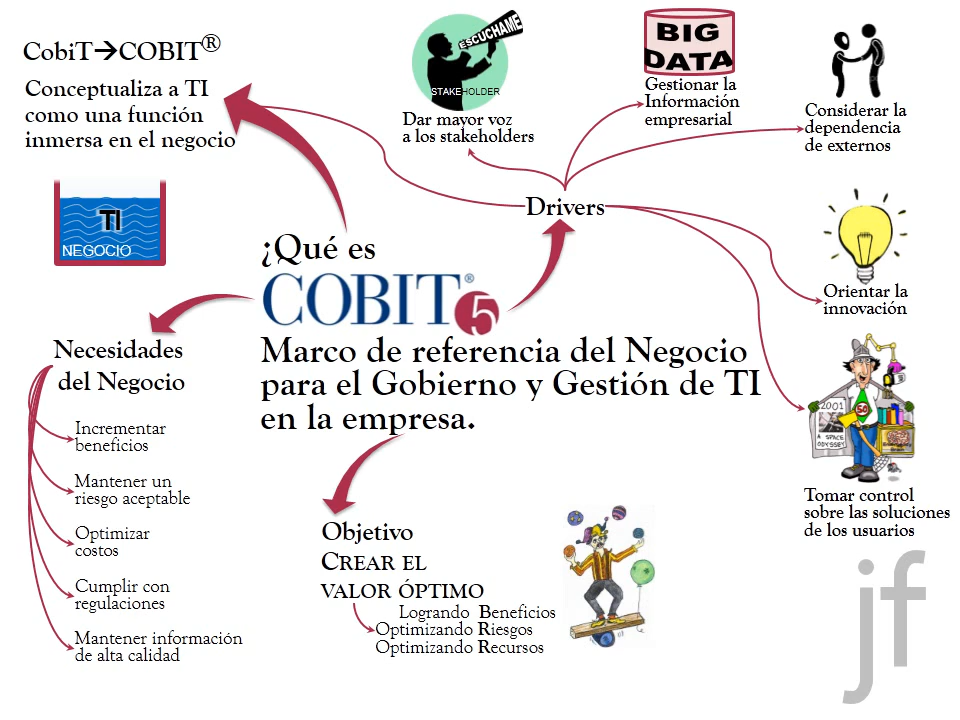 CobiT→COBIT®
Conceptualiza a TI
como una función
inmersa en el negocio
TI
NEGOCIO
ESCUCHAME
STAKEHOLDER
Dar mayor voz
a los stakeholders
BIG
DATA
Gestionar la
Información
empresarial
Considerar la
dependencia
de externos
Drivers
Orientar la
innovación
2001
A SPACE
ODYSSEY
50
Tomar control
sobre las soluciones
de los usuarios
¿Qué es
COBIT®5
Marco de referencia del Negocio
para el Gobierno y Gestión de TI
en la empresa.
Necesidades
del Negocio
Incrementar
beneficios
Mantener un
riesgo aceptable
Optimizar
costos
Cumplir con
regulaciones
Mantener información
de alta calidad
Objetivo
CREAR EL
VALOR ÓPTIMO
Logrando Beneficios
Optimizando Riesgos
Optimizando Recursos
jf